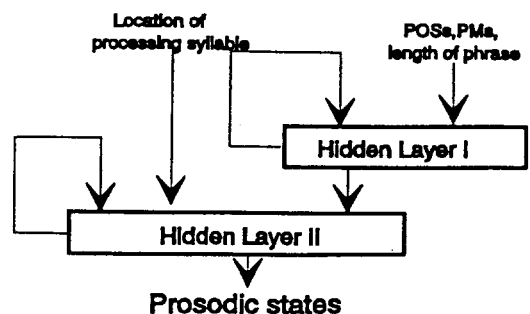 Location of
processing syllable
POSs,PMs,
length of phrase
Hidden Layer I
Hidden Layer II
Prosodic states